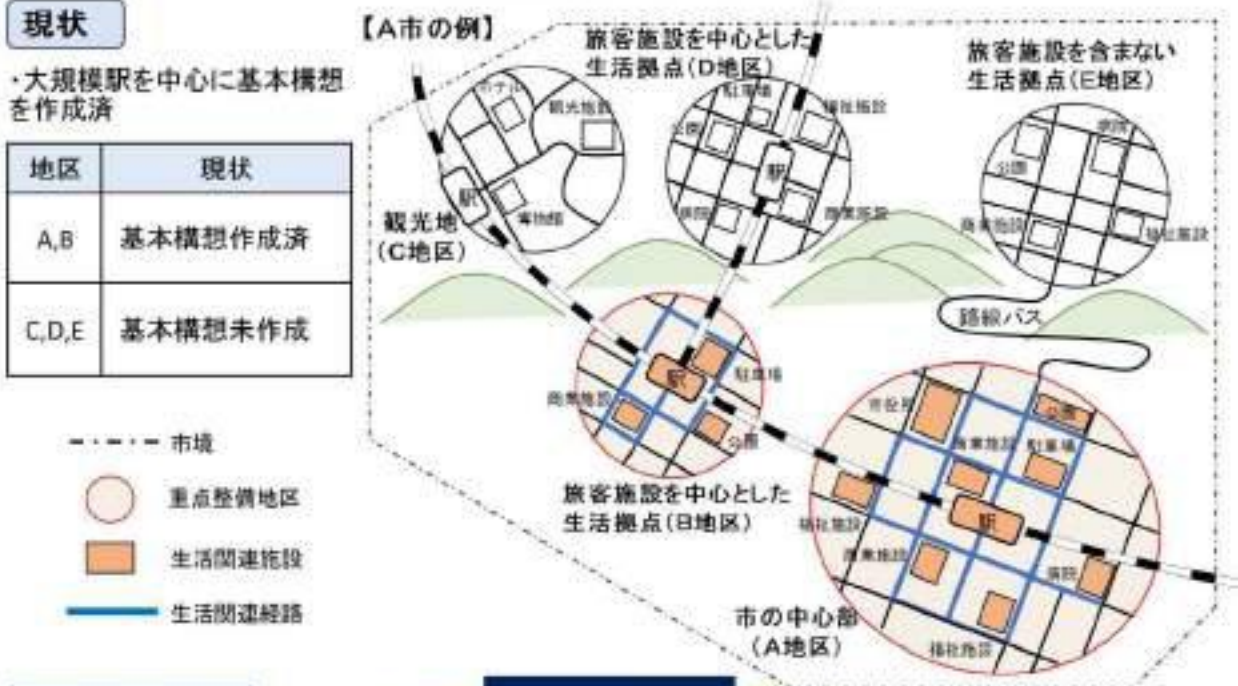 現状
・大規模駅を中心に基本構想
を作成済
地区
現状
A,B
基本構想作成済
C,D,E
基本構想未作成
市境
重点整備地区
生活関連施設
生活関連経路
【A市の例】
ホテル
観光施設
駅
博物館
観光地
(C地区)
旅客施設を中心とした
生活拠点(D地区)
駐車場
福祉施設
公園
駅
病院
商業施設
旅客施設を含まない
生活拠点(E地区)
病院
公園
商業施設
福祉施設
路線バス
駅
駐車場
商業施設
公園
旅客施設を中心とした
生活拠点(B地区)
市役所
公園
商業施設
駐車場
福祉施設
駅
商業施設
病院
福祉施設
市の中心部
(A地区)